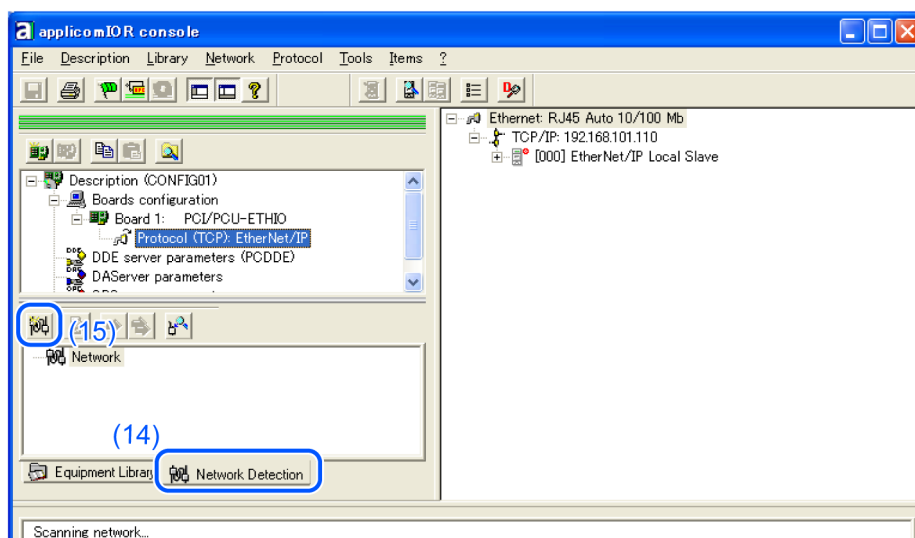 applicomIOR console
File Description Library Network Protocol Tools Items ?
Description (CONFIG01)
Boards configuration
Board 1: PCI/PCU-ETHIO
Protocol (TCP): EtherNet/IP
DDE server parameters (PCDDE)
DAServer parameters
(15)
Network
(14)
Equipment Library
Network Detection
Ethernet: RJ45 Auto 10/100 Mb
TCP/IP: 192.168.101.110
[000] EtherNet/IP Local Slave
Scanning network...